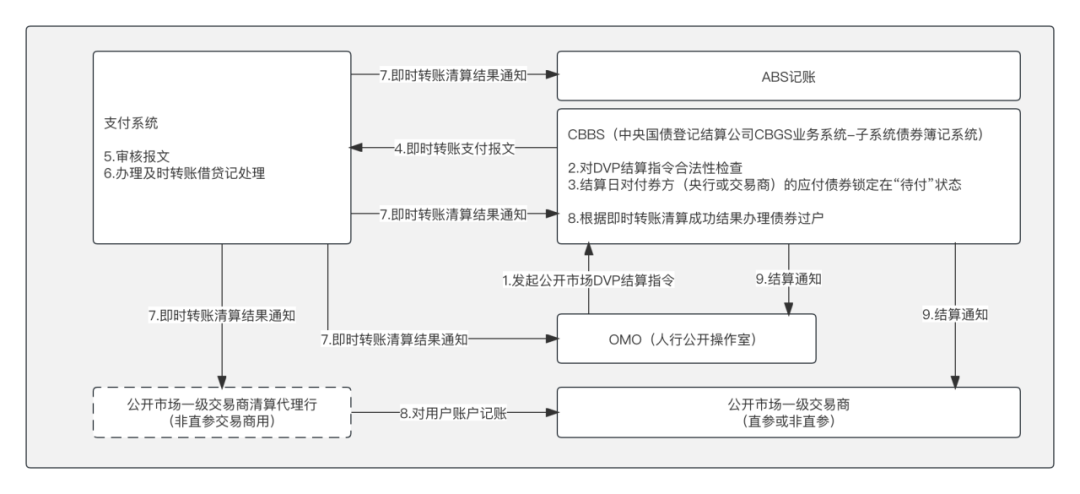 7.即时转账清算结果通知
ABS记账
支付系统
5.审核报文
6.办理及时转账借贷记处理
4.即时转账支付报文
CBBS（中央国债登记结算公司CBGS业务系统-子系统债券簿记系统）
2.对DVP结算指令合法性检查
3.结算日对付券方（央行或交易商）的应付债券锁定在“待付”状态
8.根据即时转账清算成功结果办理债券过户
7.即时转账清算结果通知
1.发起公开市场DVP结算指令
9.结算通知
9.结算通知
7.即时转账清算结果通知
7.即时转账清算结果通知
OMO（人行公开操作室）
公开市场一级交易商清算代理行
（非直参交易商用）
8.对用户账户记账
公开市场一级交易商
（直参或非直参）